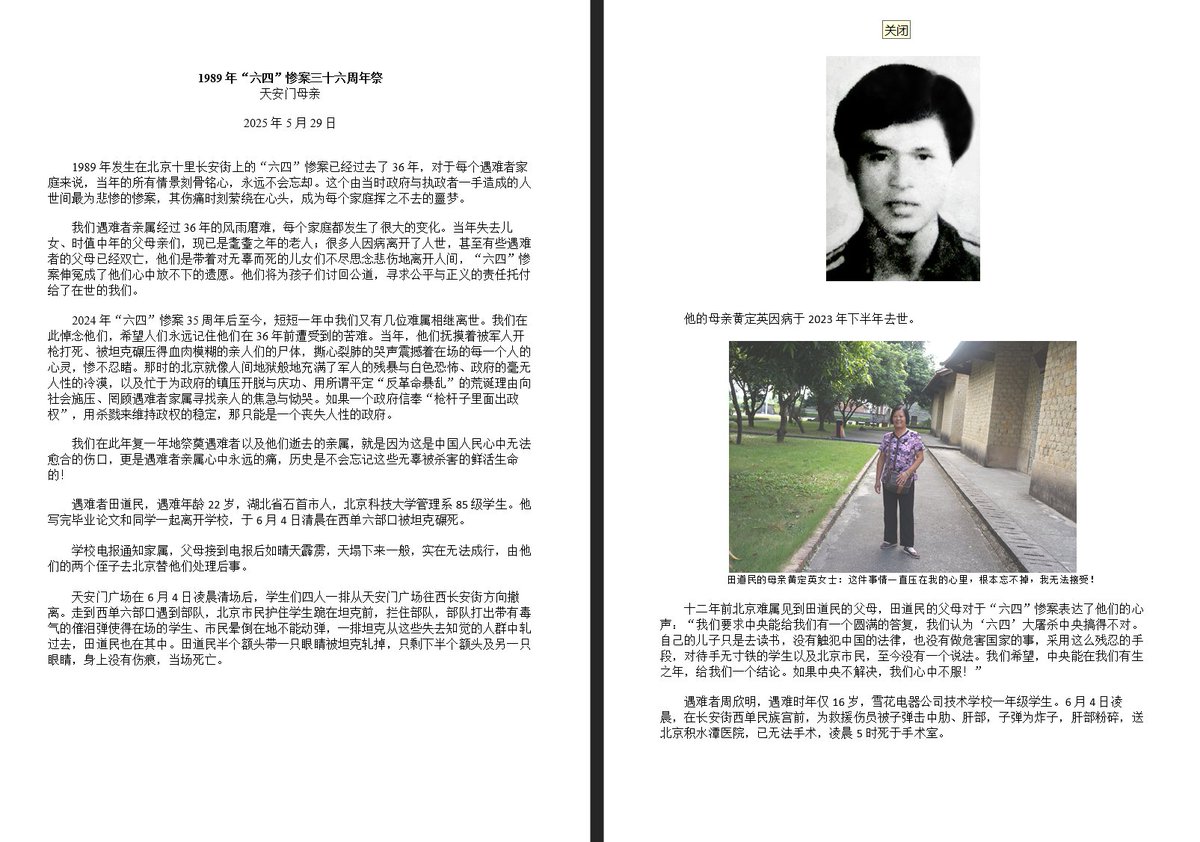 1989 年“六四”惨案三十六周年祭
天安门母亲
2025 年 5 月 29 日
1989 年发生在北京十里长安街上的“六四”惨案已经过去了 36 年，对于每个遇难者家
庭来说，当年的所有情景刻骨铭心，永远不会忘却。这个由当时政府与执政者一手造成的人
世间最为悲惨的惨案，其伤痛时刻萦绕在心头，成为每个家庭挥之不去的噩梦。
我们遇难者亲属经过 36 年的风雨磨难，每个家庭都发生了很大的变化。当年失去儿
女、时值中年的父母亲们，现已是耄耋之年的老人；很多人因病离开了人世，甚至有些遇难
者的父母已经双亡，他们是带着对无辜而死的儿女们不尽思念悲伤地离开人间，“六四”惨
案伸冤成了他们心中放不下的遗愿。他们将为孩子们讨回公道，寻求公平与正义的责任托付
给了在世的我们。
2024 年“六四”惨案 35 周年后至今，短短一年中我们又有几位难属相继离世。我们在
此悼念他们，希望人们永远记住他们在 36 年前遭受到的苦难。当年，他们抚摸着被军人开
枪打死、被坦克碾压得血肉模糊的亲人们的尸体，撕心裂肺的哭声震撼着在场的每一个人的
心灵，惨不忍睹。那时的北京就像人间地狱般地充满了军人的残暴与白色恐怖、政府的毫无
人性的冷漠，以及忙于为政府的镇压开脱与庆功、用所谓平定“反革命暴乱”的荒诞理由向
社会施压、罔顾遇难者家属寻找亲人的焦急与恸哭。如果一个政府信奉“枪杆子里面出政
权”，用杀戮来维持政权的稳定，那只能是一个丧失人性的政府。
我们在此年复一年地祭奠遇难者以及他们逝去的亲属，就是因为这是中国人民心中无法
愈合的伤口，更是遇难者亲属心中永远的痛，历史是不会忘记这些无辜被杀害的鲜活生命
的！
遇难者田道民，遇难年龄 22 岁，湖北省石首市人，北京科技大学管理系 85 级学生。他
写完毕业论文和同学一起离开学校，于 6 月 4 日清晨在西单六部口被坦克碾死。
学校电报通知家属，父母接到电报后如晴天霹雳，天塌下来一般，实在无法成行，由他
们的两个侄子去北京替他们处理后事。
天安门广场在 6 月 4 日凌晨清场后，学生们四人一排从天安门广场往西长安街方向撤
离。走到西单六部口遇到部队，北京市民护住学生跪在坦克前，拦住部队，部队打出带有毒
气的催泪弹使得在场的学生、市民晕倒在地不能动弹，一排坦克从这些失去知觉的人群中轧
过去，田道民也在其中。田道民半个额头带一只眼睛被坦克轧掉，只剩下半个额头及另一只
眼睛，身上没有伤痕，当场死亡。
关闭
他的母亲黄定英因病于 2023 年下半年去世。
田道民的母亲黄定英女士：这件事情一直压在我的心里，根本忘不掉，我无法接受！
十二年前北京难属见到田道民的父母，田道民的父母对于“六四”惨案表达了他们的心
声：“我们要求中央能给我们有一个圆满的答复，我们认为‘六四’大屠杀中央搞得不对。
自己的儿子只是去读书，没有触犯中国的法律，也没有做危害国家的事，采用这么残忍的手
段，对待手无寸铁的学生以及北京市民，至今没有一个说法。我们希望，中央能在我们有生
之年，给我们一个结论。如果中央不解决，我们心中不服！”
遇难者周欣明，遇难时年仅 16 岁，雪花电器公司技术学校一年级学生。6 月 4 日凌
晨，在长安街西单民族宫前，为救援伤员被子弹击中肋、肝部，子弹为炸子，肝部粉碎，送
北京积水潭医院，已无法手术，凌晨 5 时死于手术室。